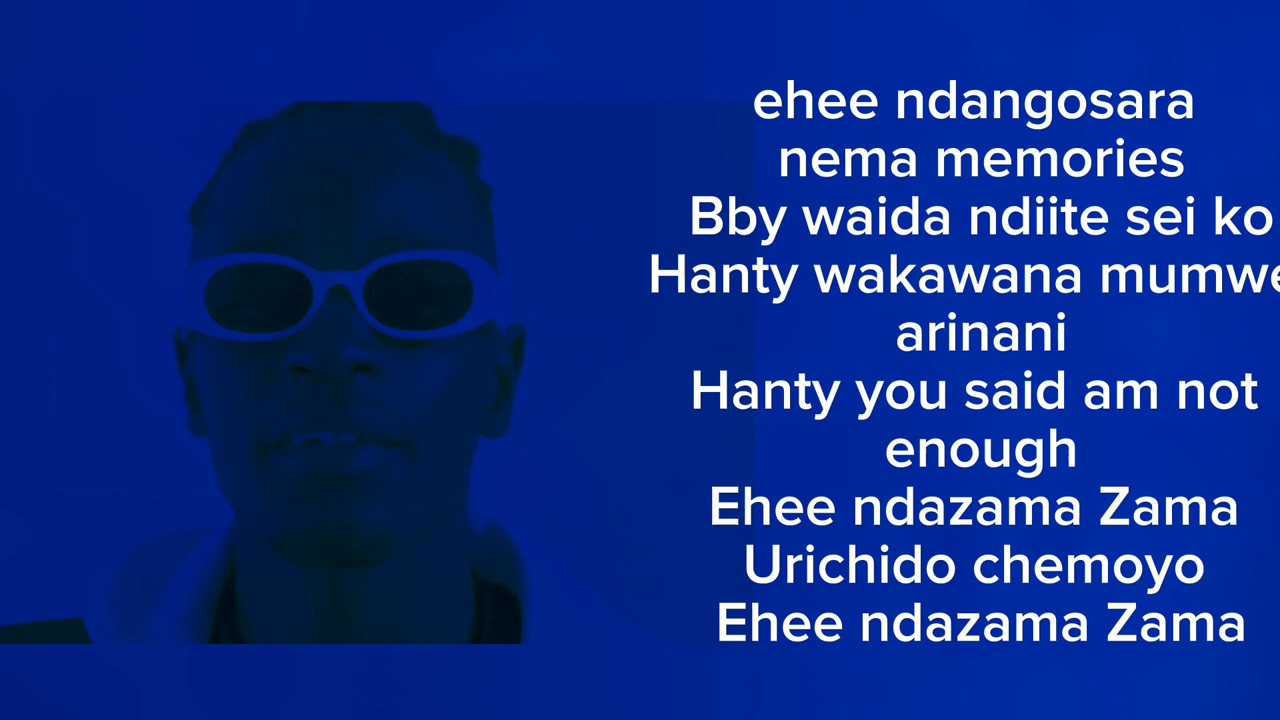 ehee ndangosara
nema memories
Bby waida ndiite sei ko
Hanty wakawana mumwe
arinani
Hanty you said am not
enough
Ehee ndazama Zama
Urichido chemoyo
Ehee ndazama Zama